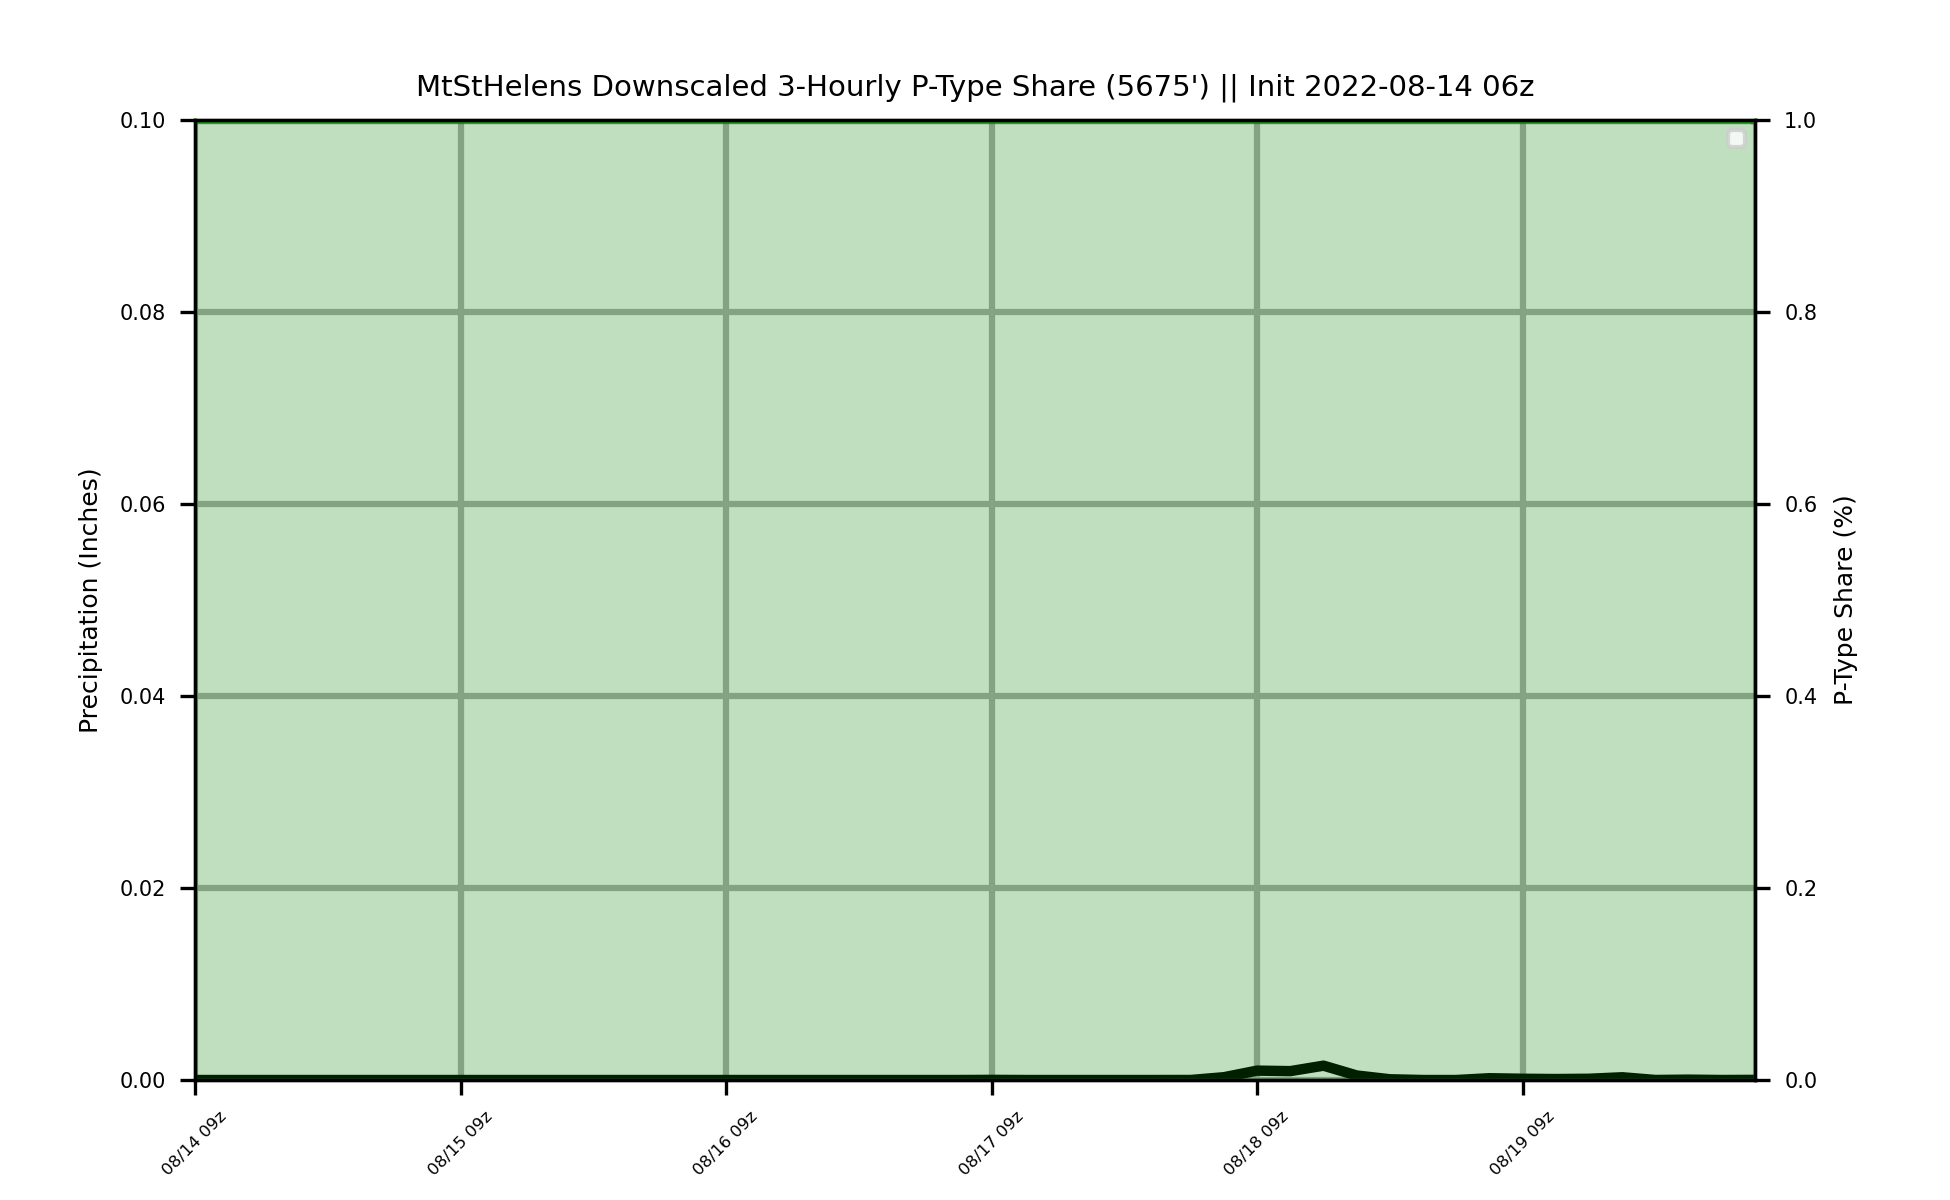 MtStHelens Downscaled 3-Hourly P-Type Share (5675') || Init 2022-08-14 06z
0.10
0.08
0.06
0.04
0.02
0.00
Precipitation (Inches)
1.0
0.8
0.6
0.4
0.2
0.0
P-Type Share (%)
08/14 09z
08/15 09z
08/16 09z
08/17 09z
08/18 09z
08/19 09z